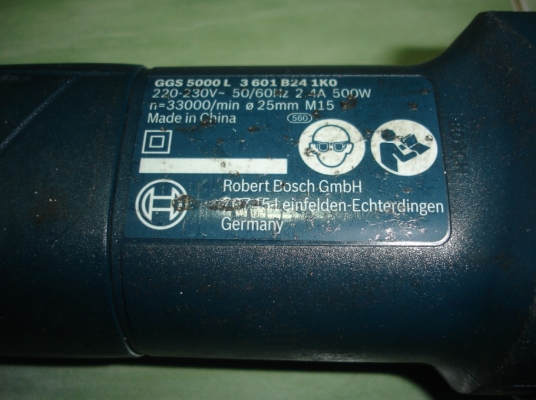 GGS 5000 L 3 601 B24 1K0
220-230V~ 50/60Hz 2.4A 500W
n=33000/min ø 25mm M15
Made in China 560
Robert Bosch GmbH
Leinfelden-Echterdingen
Germany